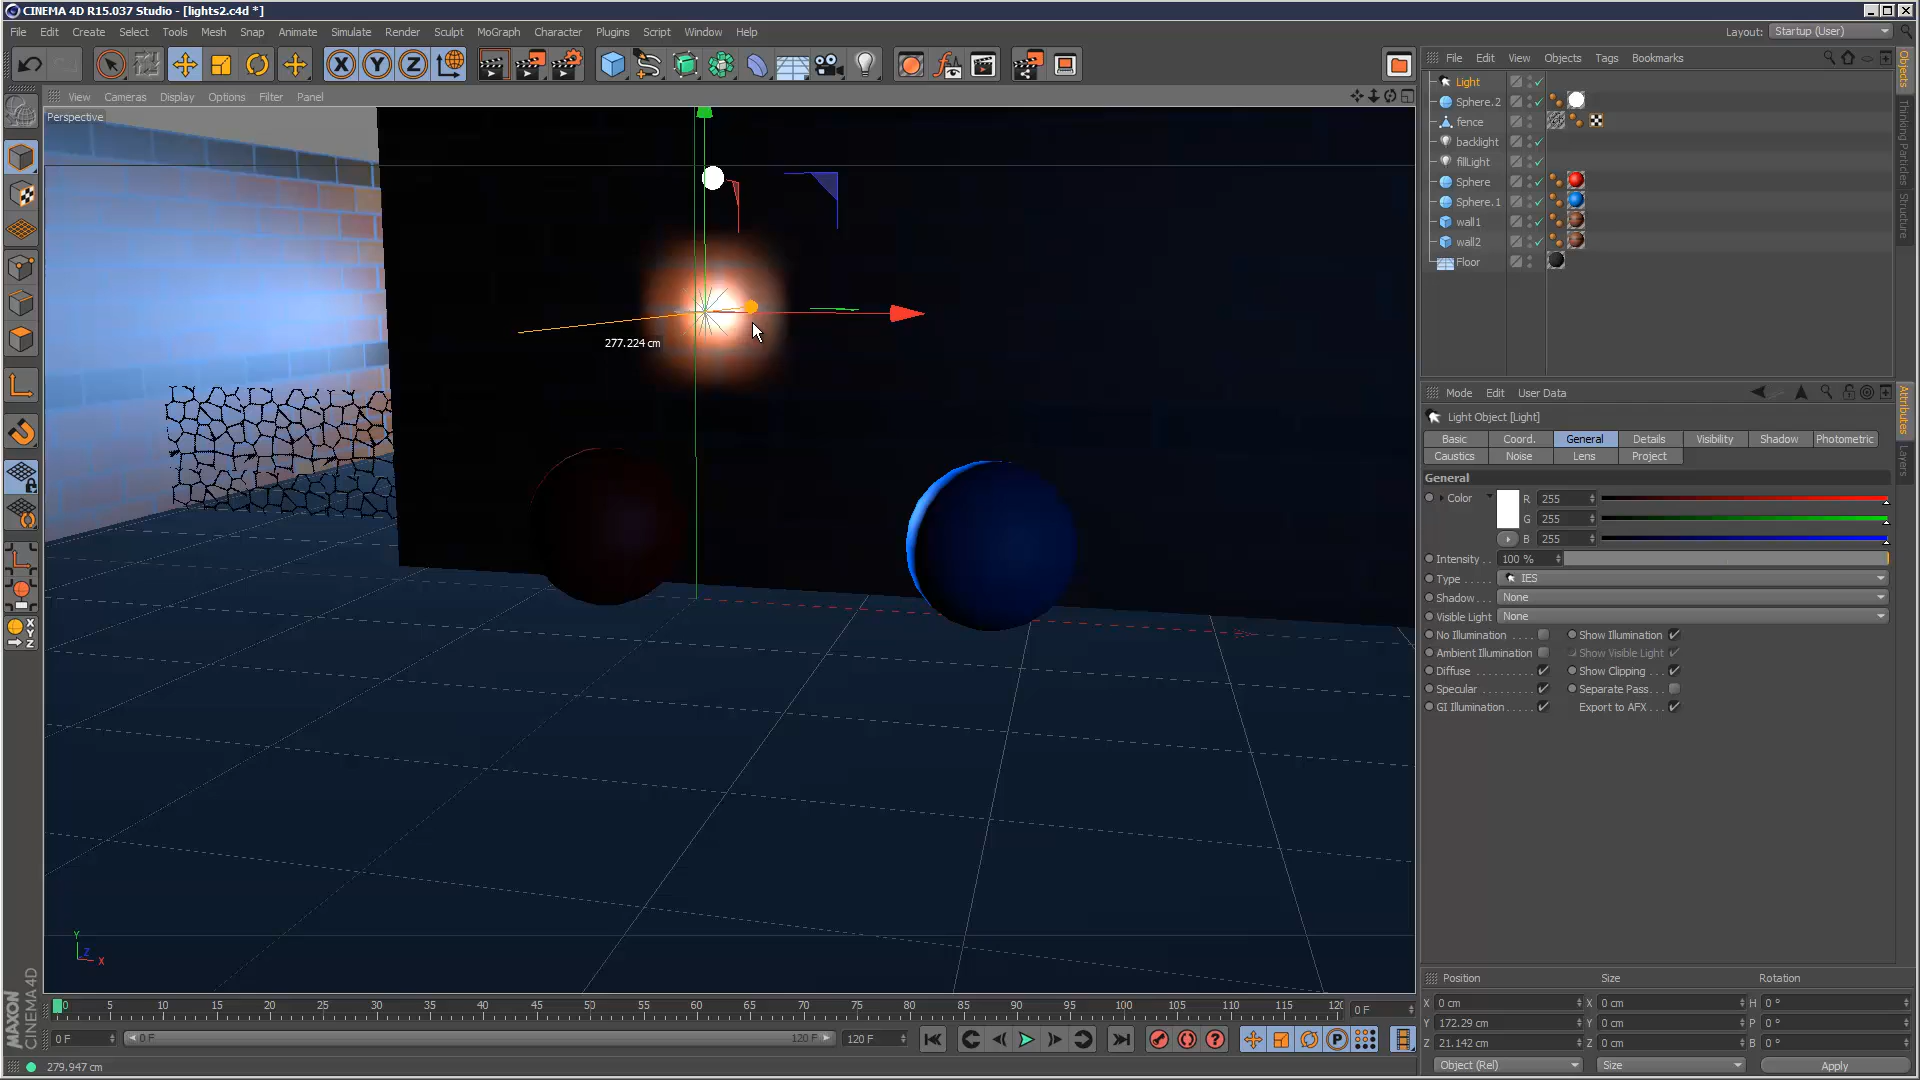 CINEMA 4D R15.037 Studio - [lights2.c4d *]
File Edit Create Select Tools Mesh Snap Animate Simulate Render Sculpt MoGraph Character Plugins Script Window Help
Layout: Startup (User)
X Y Z
View Cameras Display Options Filter Panel
Perspective
277.224 cm
Y
Z
X
X
Y
Z
MAXON
CINEMA 4D
File Edit View Objects Tags Bookmarks
Light
Sphere.2
fence
backlight
fillLight
Sphere
Sphere.1
wall1
wall2
Floor
Objects
Thinking Particles
Structure
Mode Edit User Data
Attributes
Layers
Light Object [Light]
Basic Coord. General Details Visibility Shadow Photometric
Caustics Noise Lens Project
General
Color R 255
G 255
B 255
Intensity . . 100 %
Type . . . . . IES
Shadow . . . None
Visible Light None
No Illumination . . . . Show Illumination
Ambient Illumination Show Visible Light
Diffuse . . . . . . . . . Show Clipping . . .
Specular . . . . . . . . . Separate Pass. . .
GI Illumination . . . . . Export to AFX . . .
Position Size Rotation
X 0 cm X 0 cm H 0 °
Y 172.29 cm Y 0 cm P 0 °
Z 21.142 cm Z 0 cm B 0 °
Object (Rel) Size Apply
0 5 10 15 20 25 30 35 40 45 50 55 60 65 70 75 80 85 90 95 100 105 110 115 120 0 F
0 F 0 F 120 F 120 F
P
279.947 cm